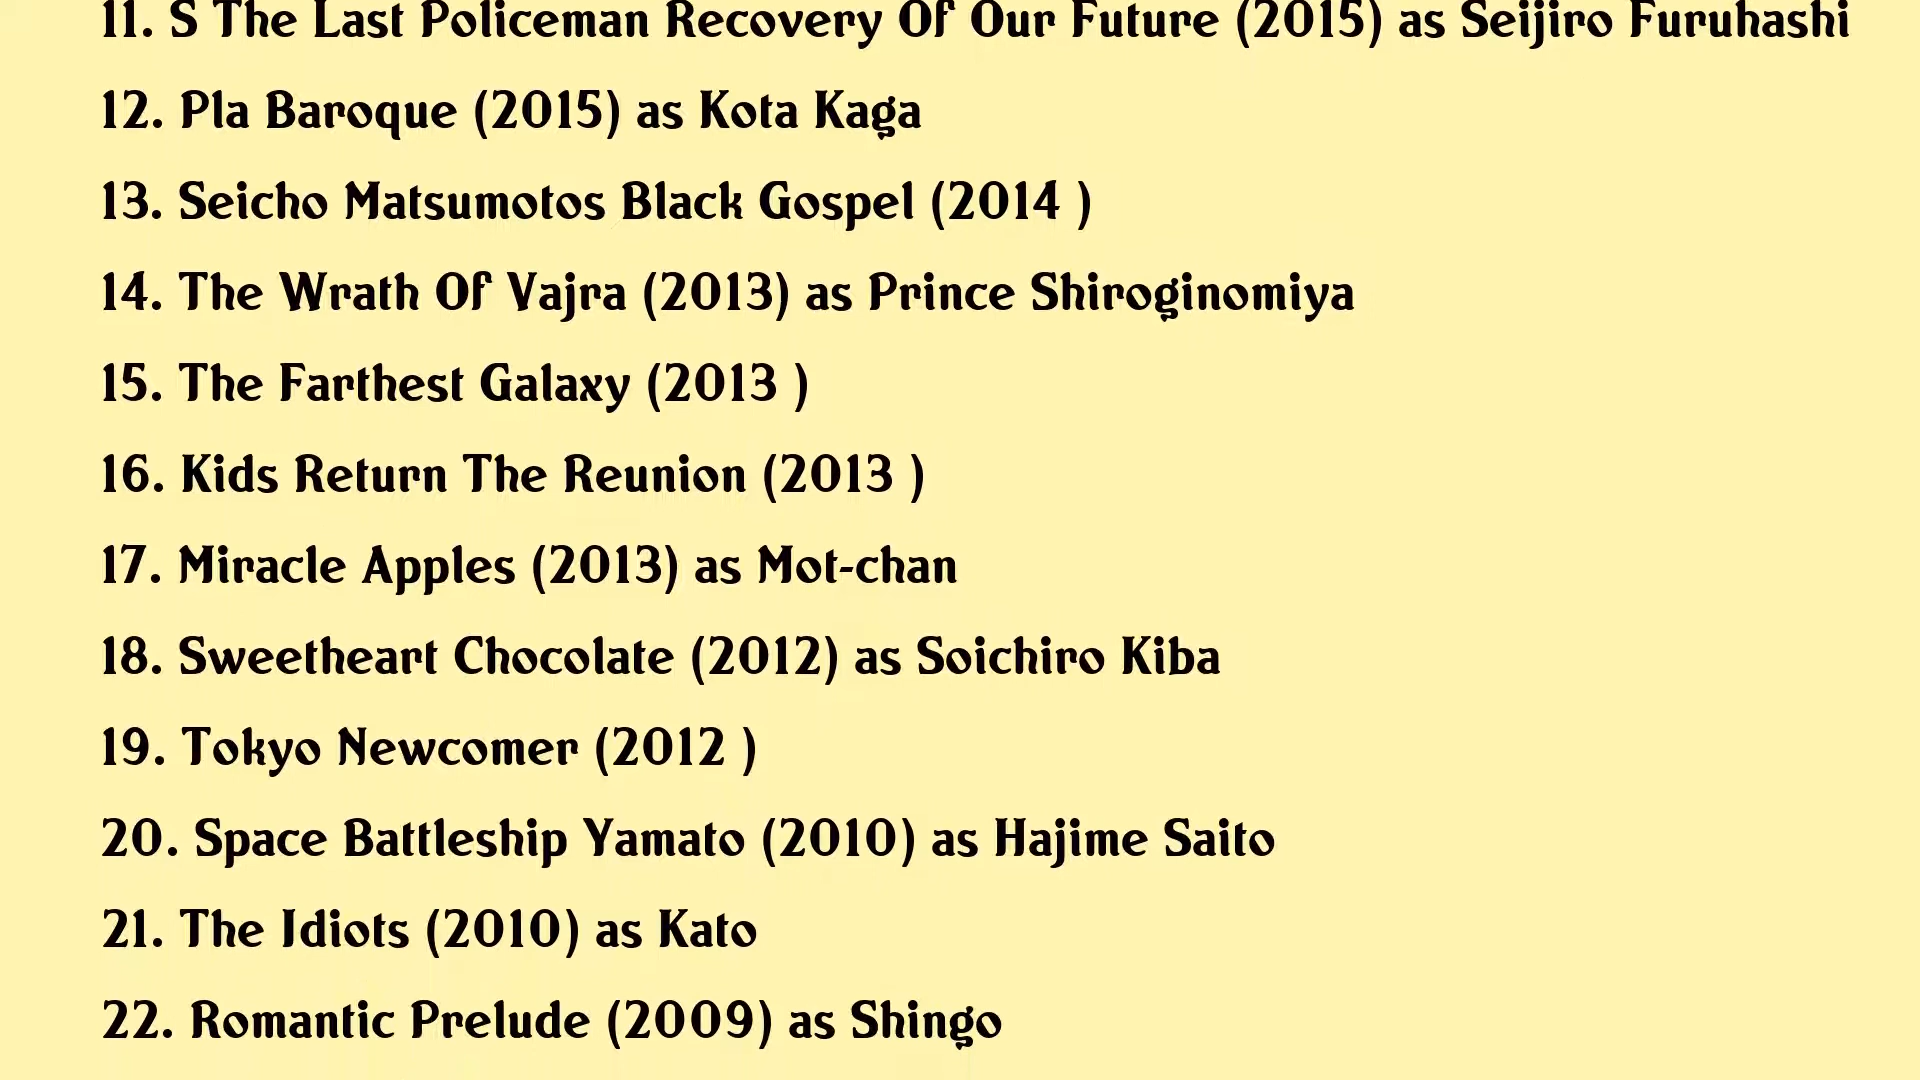 11. S The Last Policeman Recovery Of Our Future (2015) as Seijiro Furuhashi
12. Pla Baroque (2015) as Kota Kaga
13. Seicho Matsumotos Black Gospel (2014 )
14. The Wrath Of Vajra (2013) as Prince Shiroginomiya
15. The Farthest Galaxy (2013 )
16. Kids Return The Reunion (2013 )
17. Miracle Apples (2013) as Mot-chan
18. Sweetheart Chocolate (2012) as Soichiro Kiba
19. Tokyo Newcomer (2012 )
20. Space Battleship Yamato (2010) as Hajime Saito
21. The Idiots (2010) as Kato
22. Romantic Prelude (2009) as Shingo